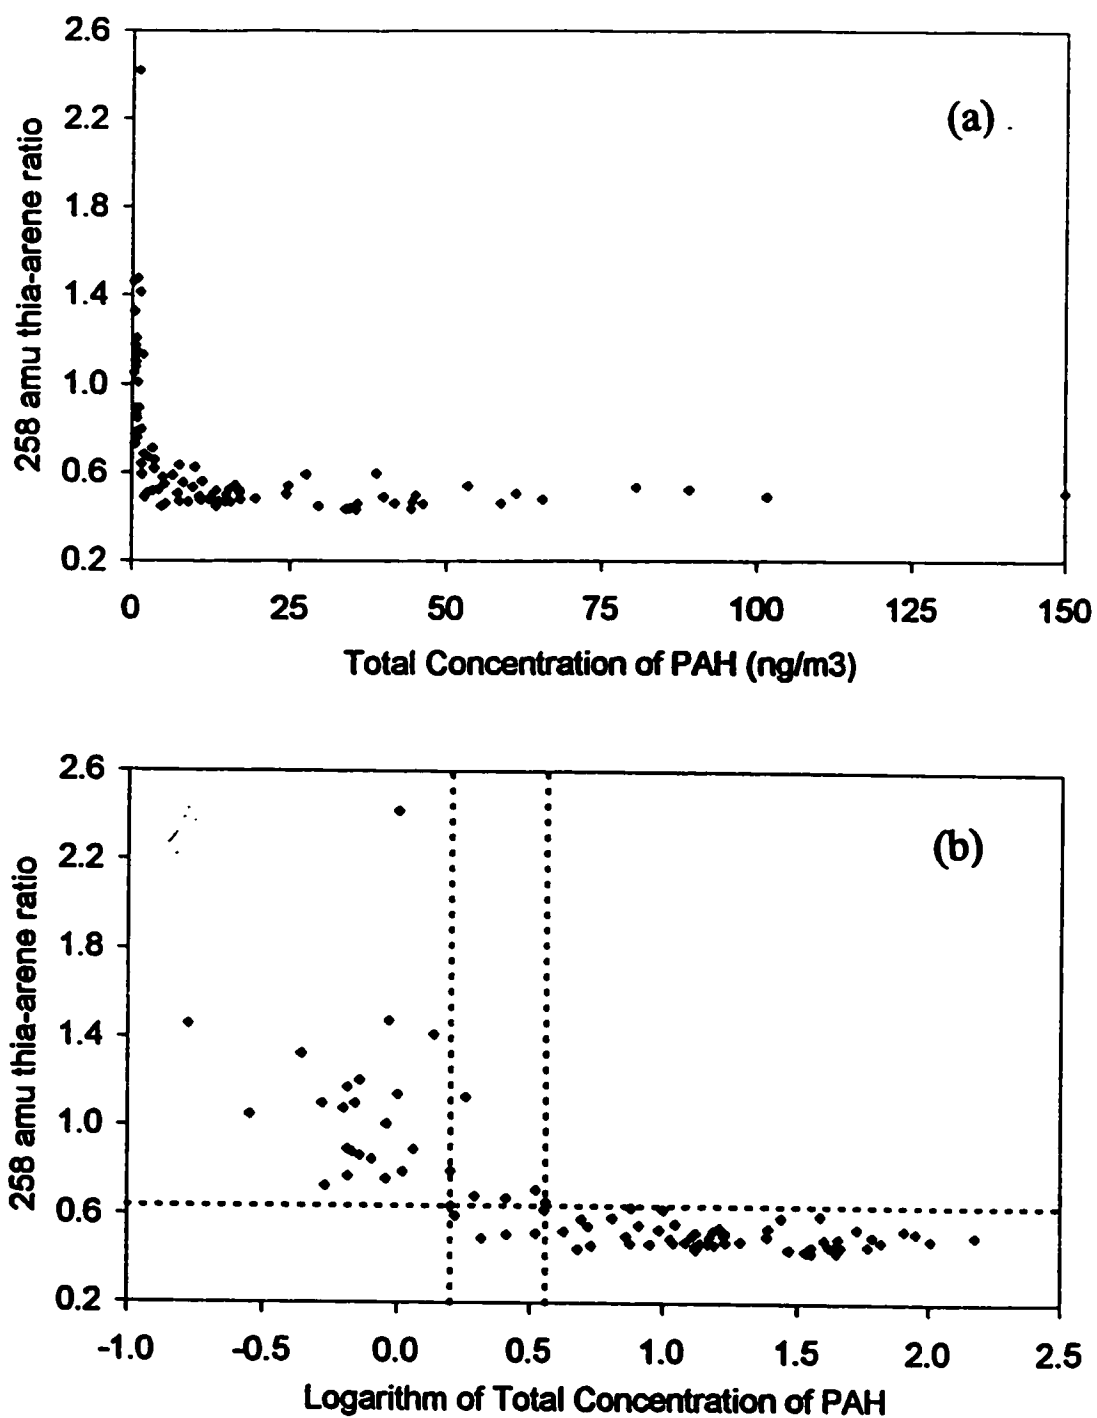 2.6
(a)
2.2
1.8
1.4
1.0
0.6
0.2
258 amu thia-arene ratio
0 25 50 75 100 125 150
Total Concentration of PAH (ng/m3)
2.6
(b)
2.2
1.8
1.4
1.0
0.6
0.2
258 amu thia-arene ratio
-1.0 -0.5 0.0 0.5 1.0 1.5 2.0 2.5
Logarithm of Total Concentration of PAH